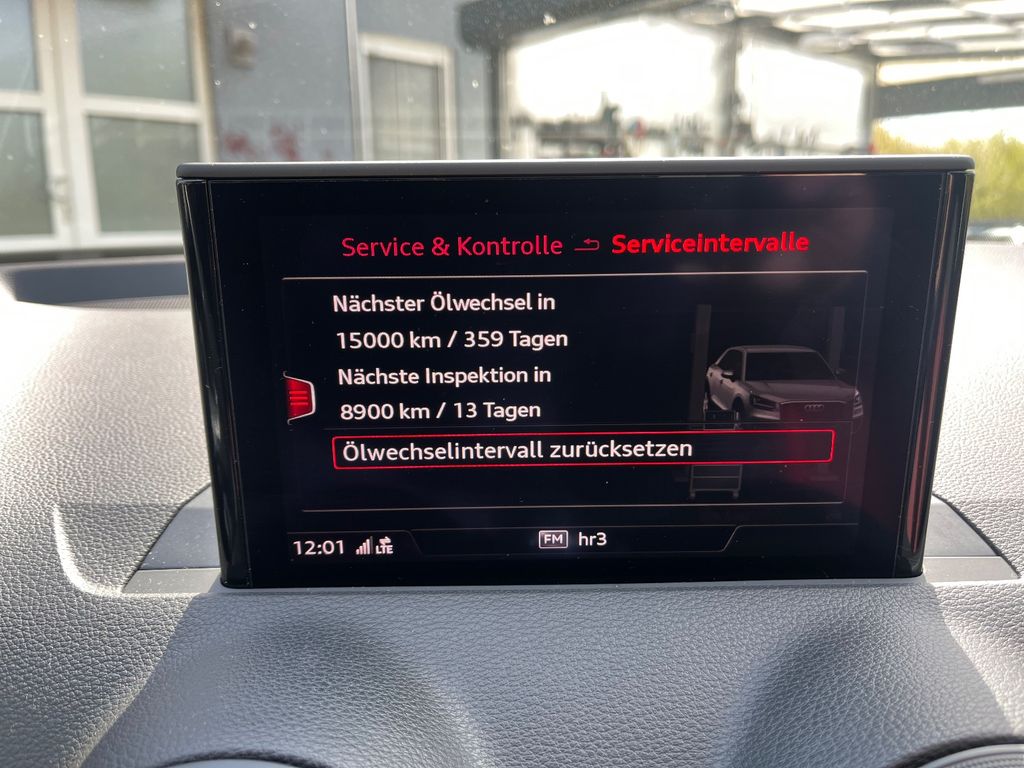 Service & Kontrolle Serviceintervalle
Nächster Ölwechsel in
15000 km / 359 Tagen
Nächste Inspektion in
8900 km / 13 Tagen
Ölwechselintervall zurücksetzen
12:01 LTE FM hr3